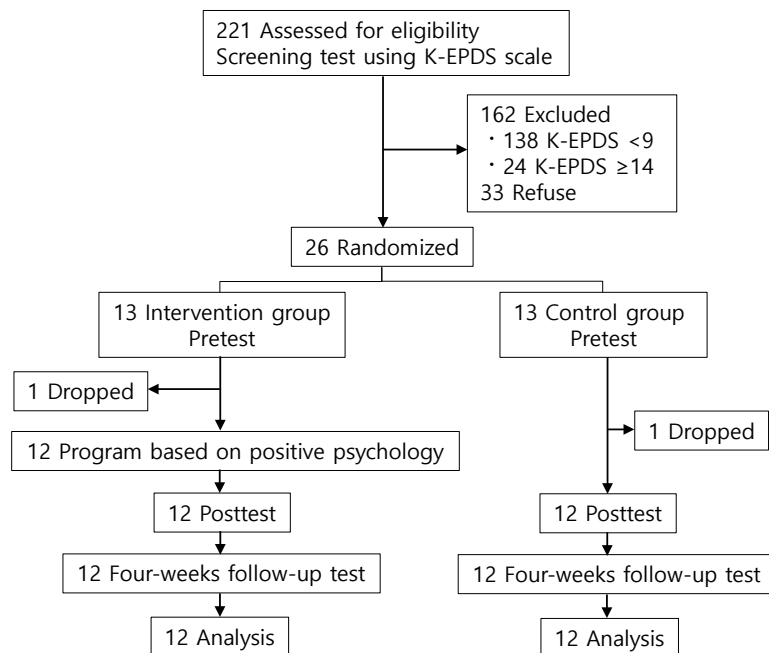 221 Assessed for eligibility
Screening test using K-EPDS scale
162 Excluded
· 138 K-EPDS <9
· 24 K-EPDS ≥14
33 Refuse
26 Randomized
13 Intervention group
Pretest
13 Control group
Pretest
1 Dropped
1 Dropped
12 Program based on positive psychology
12 Posttest
12 Posttest
12 Four-weeks follow-up test
12 Four-weeks follow-up test
12 Analysis
12 Analysis